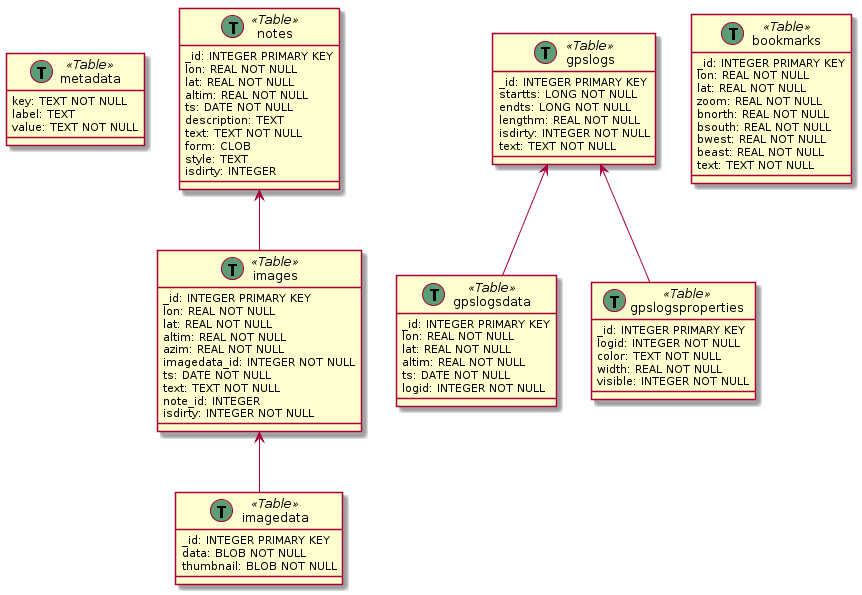 T «Table»
metadata
key: TEXT NOT NULL
label: TEXT
value: TEXT NOT NULL
T «Table»
notes
_id: INTEGER PRIMARY KEY
lon: REAL NOT NULL
lat: REAL NOT NULL
altim: REAL NOT NULL
ts: DATE NOT NULL
description: TEXT
text: TEXT NOT NULL
form: CLOB
style: TEXT
isdirty: INTEGER
T «Table»
gpslogs
_id: INTEGER PRIMARY KEY
startts: LONG NOT NULL
endts: LONG NOT NULL
lengthm: REAL NOT NULL
isdirty: INTEGER NOT NULL
text: TEXT NOT NULL
T «Table»
bookmarks
_id: INTEGER PRIMARY KEY
lon: REAL NOT NULL
lat: REAL NOT NULL
zoom: REAL NOT NULL
bnorth: REAL NOT NULL
bsouth: REAL NOT NULL
bwest: REAL NOT NULL
beast: REAL NOT NULL
text: TEXT NOT NULL
T «Table»
images
_id: INTEGER PRIMARY KEY
lon: REAL NOT NULL
lat: REAL NOT NULL
altim: REAL NOT NULL
azim: REAL NOT NULL
imagedata_id: INTEGER NOT NULL
ts: DATE NOT NULL
text: TEXT NOT NULL
note_id: INTEGER
isdirty: INTEGER NOT NULL
T «Table»
gpslogsdata
_id: INTEGER PRIMARY KEY
lon: REAL NOT NULL
lat: REAL NOT NULL
altim: REAL NOT NULL
ts: DATE NOT NULL
logid: INTEGER NOT NULL
T «Table»
gpslogsproperties
_id: INTEGER PRIMARY KEY
logid: INTEGER NOT NULL
color: TEXT NOT NULL
width: REAL NOT NULL
visible: INTEGER NOT NULL
T «Table»
imagedata
_id: INTEGER PRIMARY KEY
data: BLOB NOT NULL
thumbnail: BLOB NOT NULL